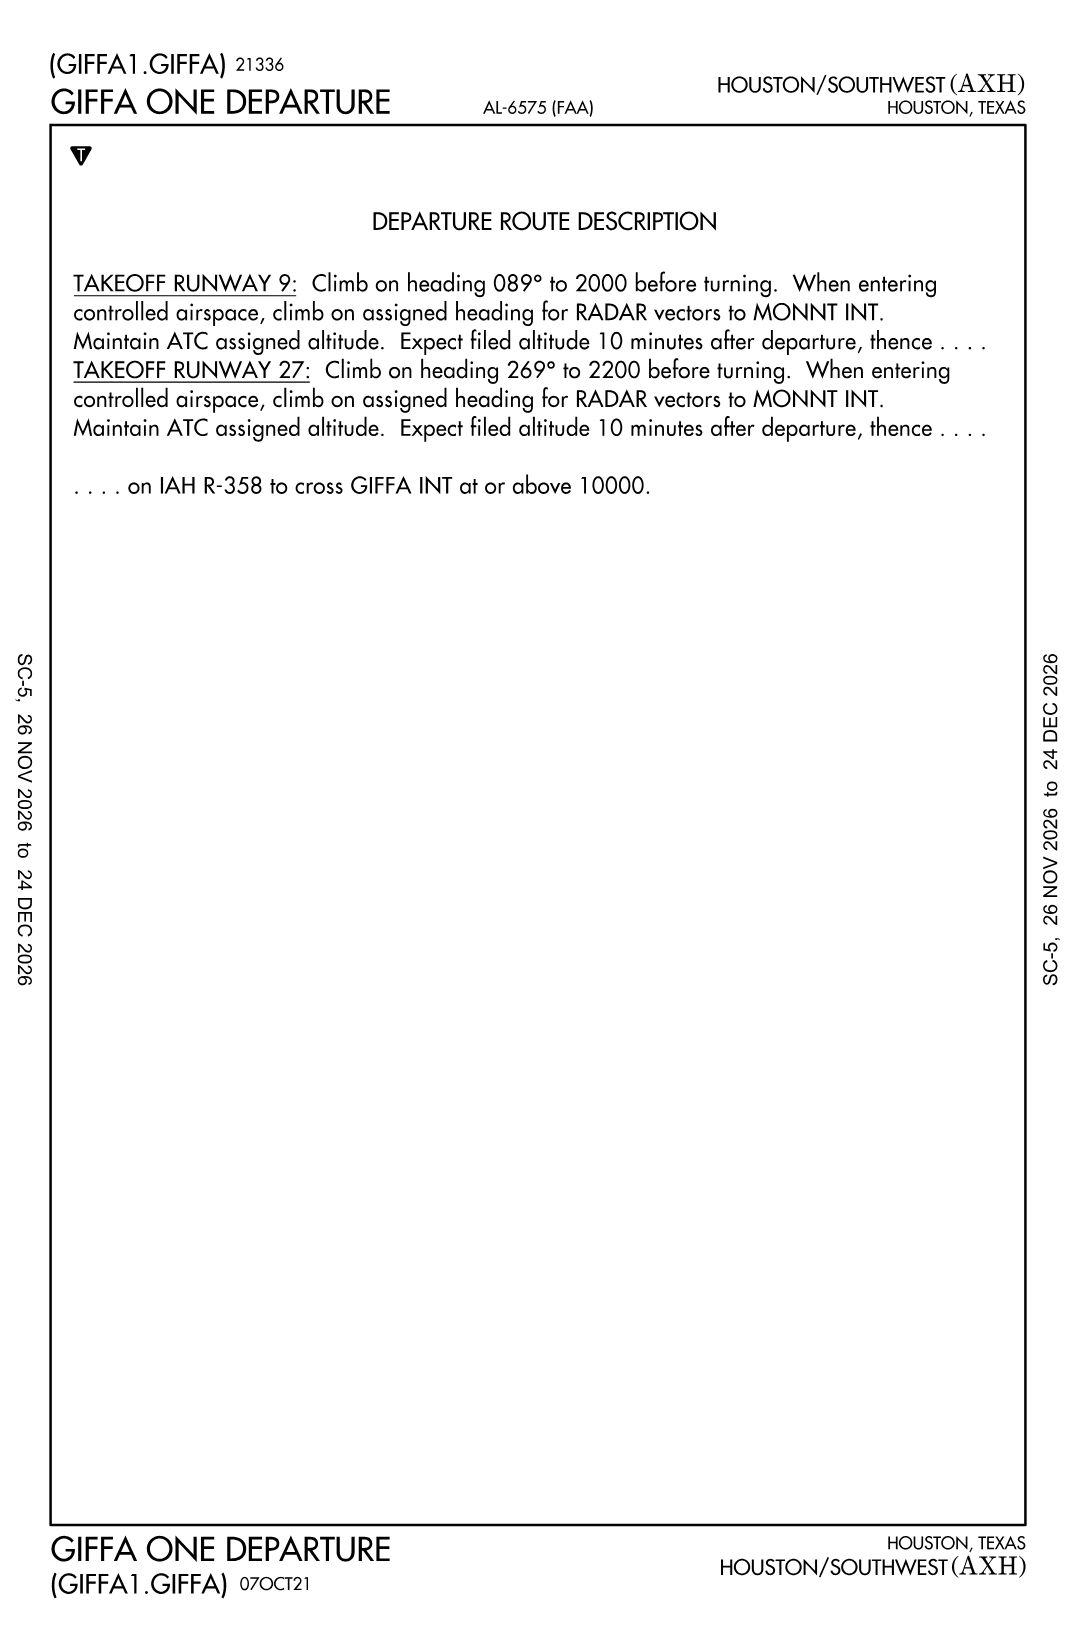 (GIFFA1.GIFFA) 21336
GIFFA ONE DEPARTURE
AL-6575 (FAA)
HOUSTON/SOUTHWEST (AXH)
HOUSTON, TEXAS
T
DEPARTURE ROUTE DESCRIPTION
TAKEOFF RUNWAY 9: Climb on heading 089° to 2000 before turning. When entering
controlled airspace, climb on assigned heading for RADAR vectors to MONNT INT.
Maintain ATC assigned altitude. Expect filed altitude 10 minutes after departure, thence . . . .
TAKEOFF RUNWAY 27: Climb on heading 269° to 2200 before turning. When entering
controlled airspace, climb on assigned heading for RADAR vectors to MONNT INT.
Maintain ATC assigned altitude. Expect filed altitude 10 minutes after departure, thence . . . .
. . . . on IAH R-358 to cross GIFFA INT at or above 10000.
SC-5, 26 NOV 2026 to 24 DEC 2026
SC-5, 26 NOV 2026 to 24 DEC 2026
GIFFA ONE DEPARTURE
(GIFFA1.GIFFA) 07OCT21
HOUSTON, TEXAS
HOUSTON/SOUTHWEST (AXH)